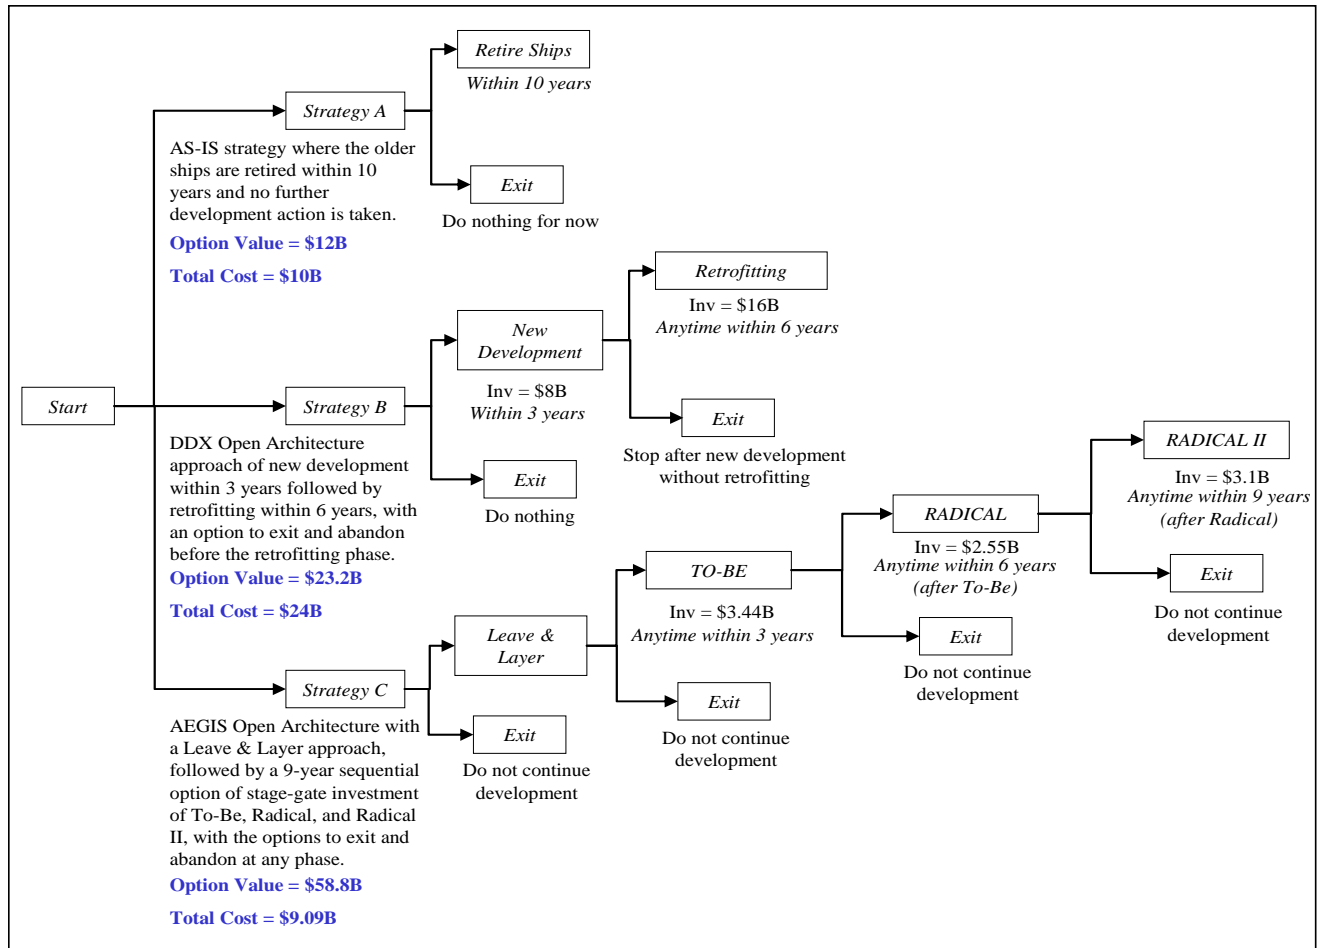 Start
Strategy A
AS-IS strategy where the older
ships are retired within 10
years and no further
development action is taken.
Option Value = $12B
Total Cost = $10B
Retire Ships
Within 10 years
Exit
Do nothing for now
Strategy B
DDX Open Architecture
approach of new development
within 3 years followed by
retrofitting within 6 years, with
an option to exit and abandon
before the retrofitting phase.
Option Value = $23.2B
Total Cost = $24B
New
Development
Inv = $8B
Within 3 years
Exit
Do nothing
Retrofitting
Inv = $16B
Anytime within 6 years
Exit
Stop after new development
without retrofitting
Strategy C
AEGIS Open Architecture with
a Leave & Layer approach,
followed by a 9-year sequential
option of stage-gate investment
of To-Be, Radical, and Radical
II, with the options to exit and
abandon at any phase.
Option Value = $58.8B
Total Cost = $9.09B
Leave &
Layer
Exit
Do not continue
development
TO-BE
Inv = $3.44B
Anytime within 3 years
Exit
Do not continue
development
RADICAL
Inv = $2.55B
Anytime within 6 years
(after To-Be)
Exit
Do not continue
development
RADICAL II
Inv = $3.1B
Anytime within 9 years
(after Radical)
Exit
Do not continue
development